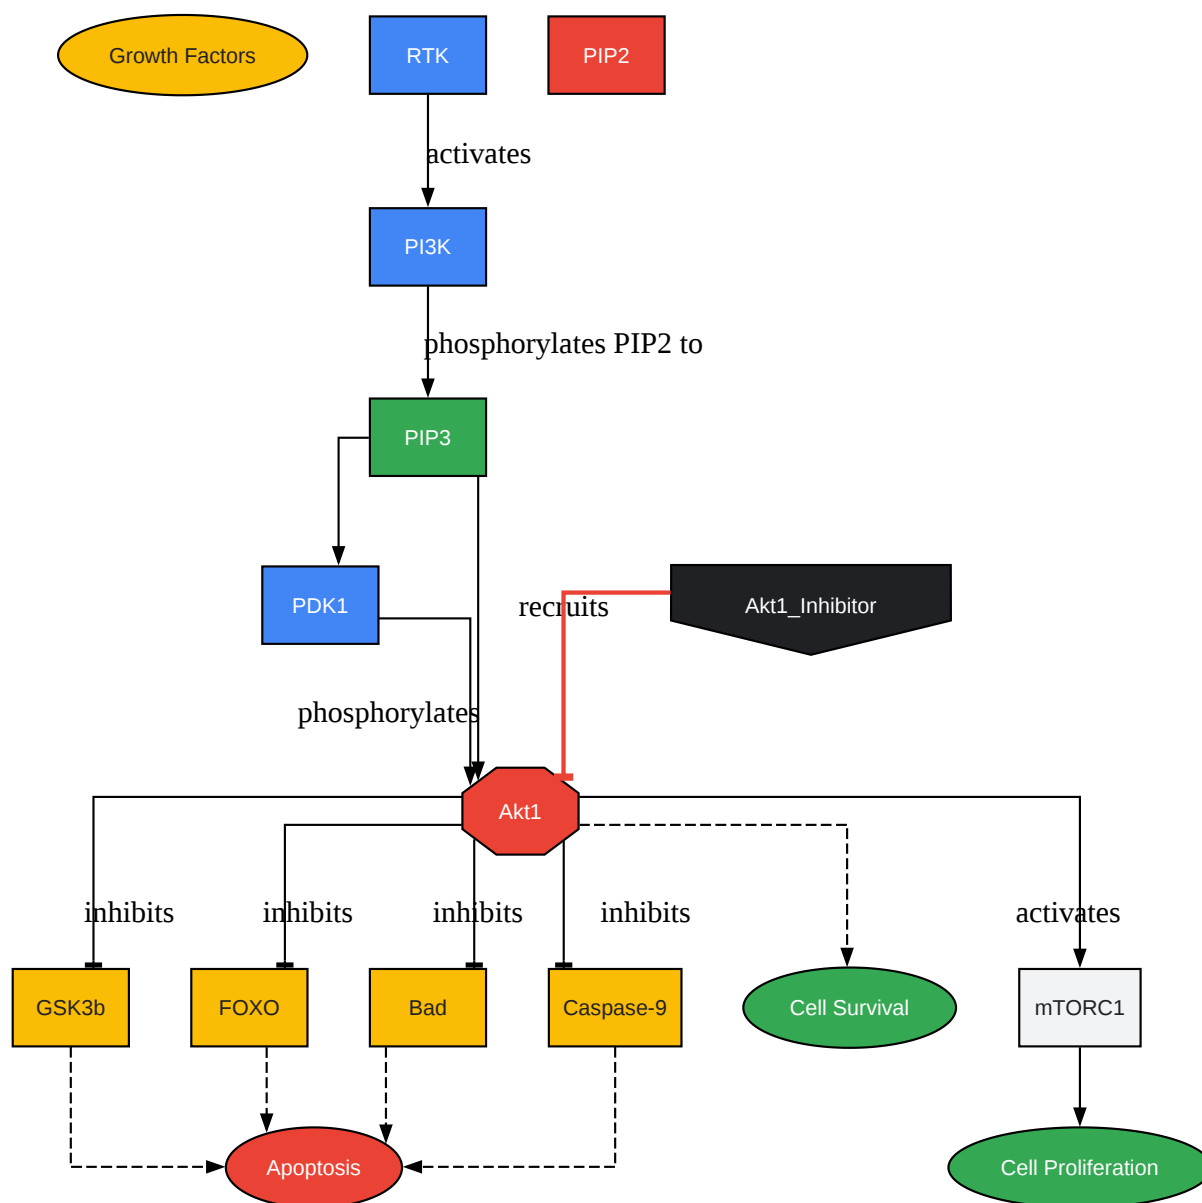 Growth Factors
RTK
PIP2
activates
PI3K
phosphorylates PIP2 to
PIP3
PDK1
recruits
Akt1_Inhibitor
phosphorylates
Akt1
inhibits
inhibits
inhibits
inhibits
activates
GSK3b
FOXO
Bad
Caspase-9
Cell Survival
mTORC1
Apoptosis
Cell Proliferation